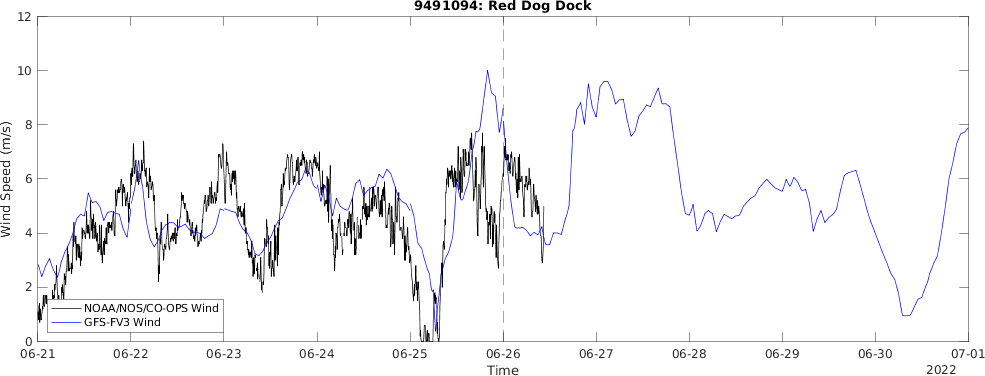 9491094: Red Dog Dock
Wind Speed (m/s)
12
10
8
6
4
2
0
NOAA/NOS/CO-OPS Wind
GFS-FV3 Wind
06-21 06-22 06-23 06-24 06-25 06-26 06-27 06-28 06-29 06-30 07-01
Time
2022